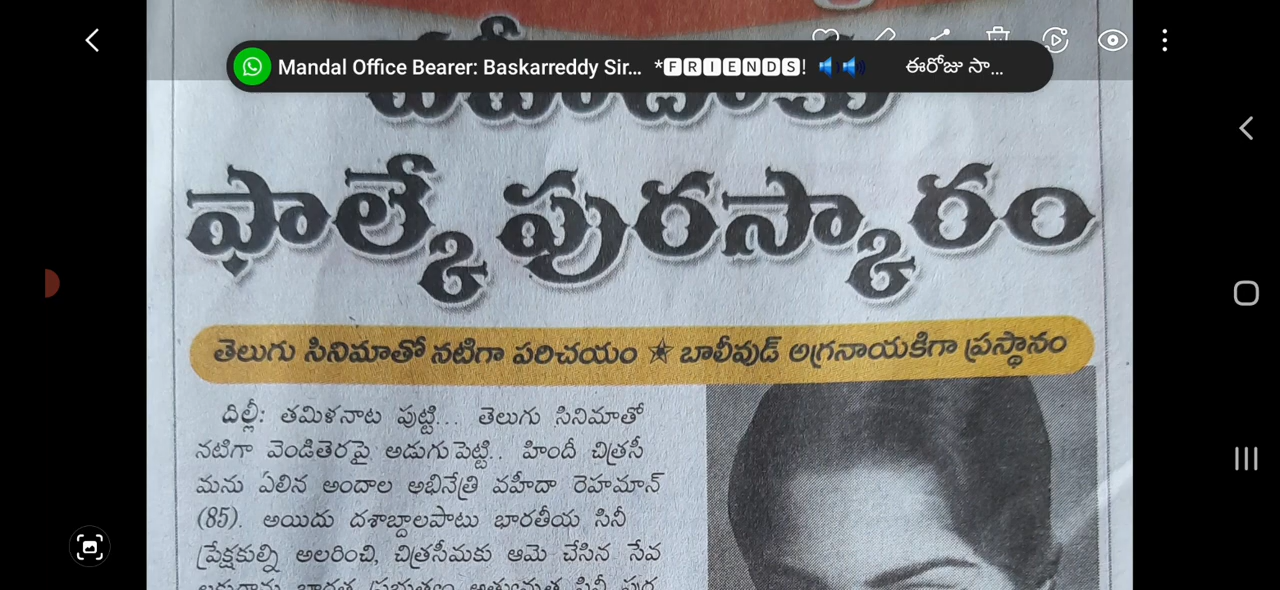 Mandal Office Bearer: Baskarreddy Sir... *🅵🆁🅸🅴🅽🅳🆂! 🔊🔊 ఈరోజు సా...
ఫాల్కే పురస్కారం
తెలుగు సినిమాతో నటిగా పరిచయం ★ బాలీవుడ్ అగ్రనాయకిగా ప్రస్థానం
దిల్లీ: తమిళనాట పుట్టి... తెలుగు సినిమాతో
నటిగా వెండితెరపై అడుగుపెట్టి.. హిందీ చిత్రసీ
మను ఏలిన అందాల అభినేత్రి వహీదా రెహమాన్
(85). అయిదు దశాబ్దాలపాటు భారతీయ సినీ
ప్రేక్షకుల్ని అలరించి, చిత్రసీమకు ఆమె చేసిన సేవ